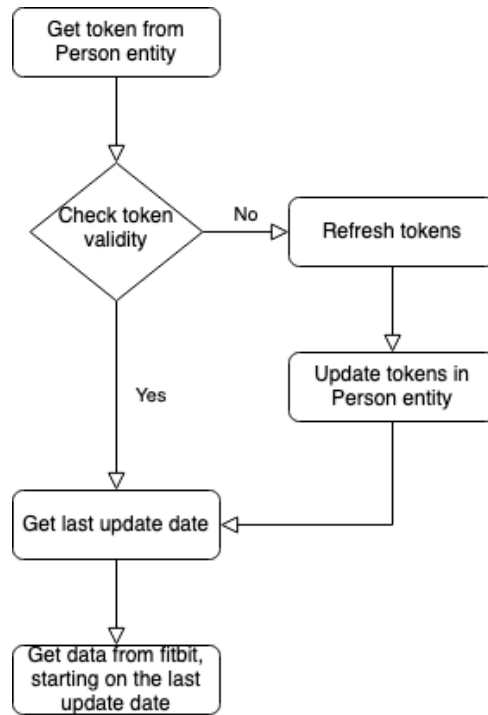 Get token from
Person entity
Check token
validity
No
Refresh tokens
Yes
Update tokens in
Person entity
Get last update date
Get data from fitbit,
starting on the last
update date